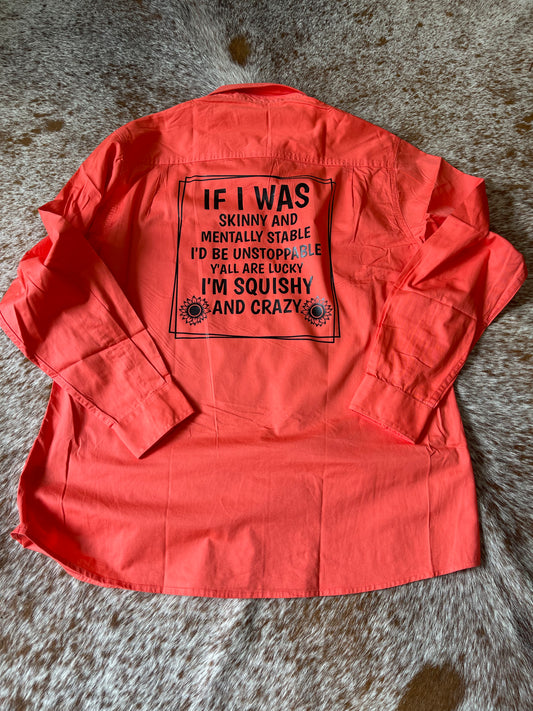 IF I WAS
SKINNY AND
MENTALLY STABLE
I'D BE UNSTOPPABLE
Y'ALL ARE LUCKY
I'M SQUISHY
AND CRAZY